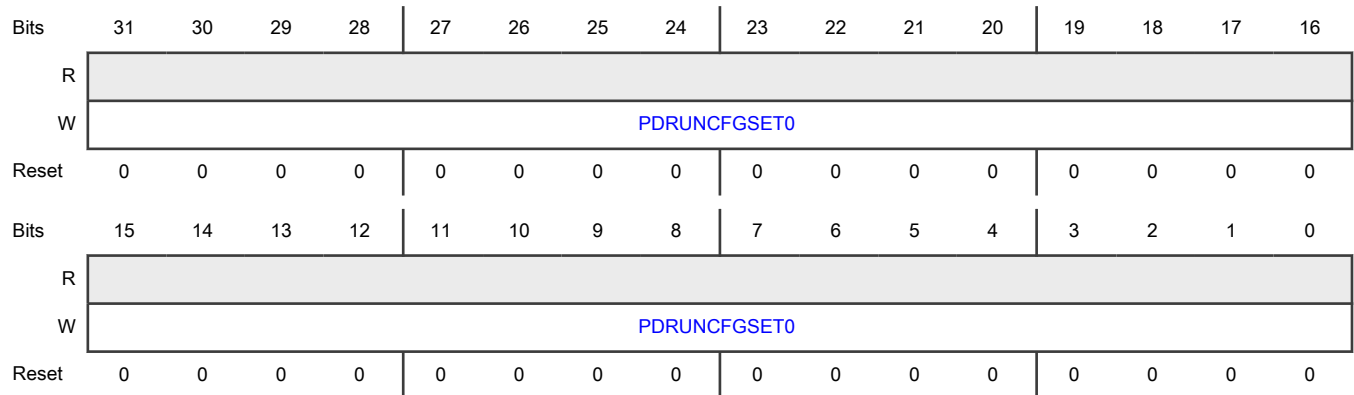 Bits 31 30 29 28 27 26 25 24 23 22 21 20 19 18 17 16
R
W PDRUNCFGSET0
Reset 0 0 0 0 0 0 0 0 0 0 0 0 0 0 0 0
Bits 15 14 13 12 11 10 9 8 7 6 5 4 3 2 1 0
R
W PDRUNCFGSET0
Reset 0 0 0 0 0 0 0 0 0 0 0 0 0 0 0 0